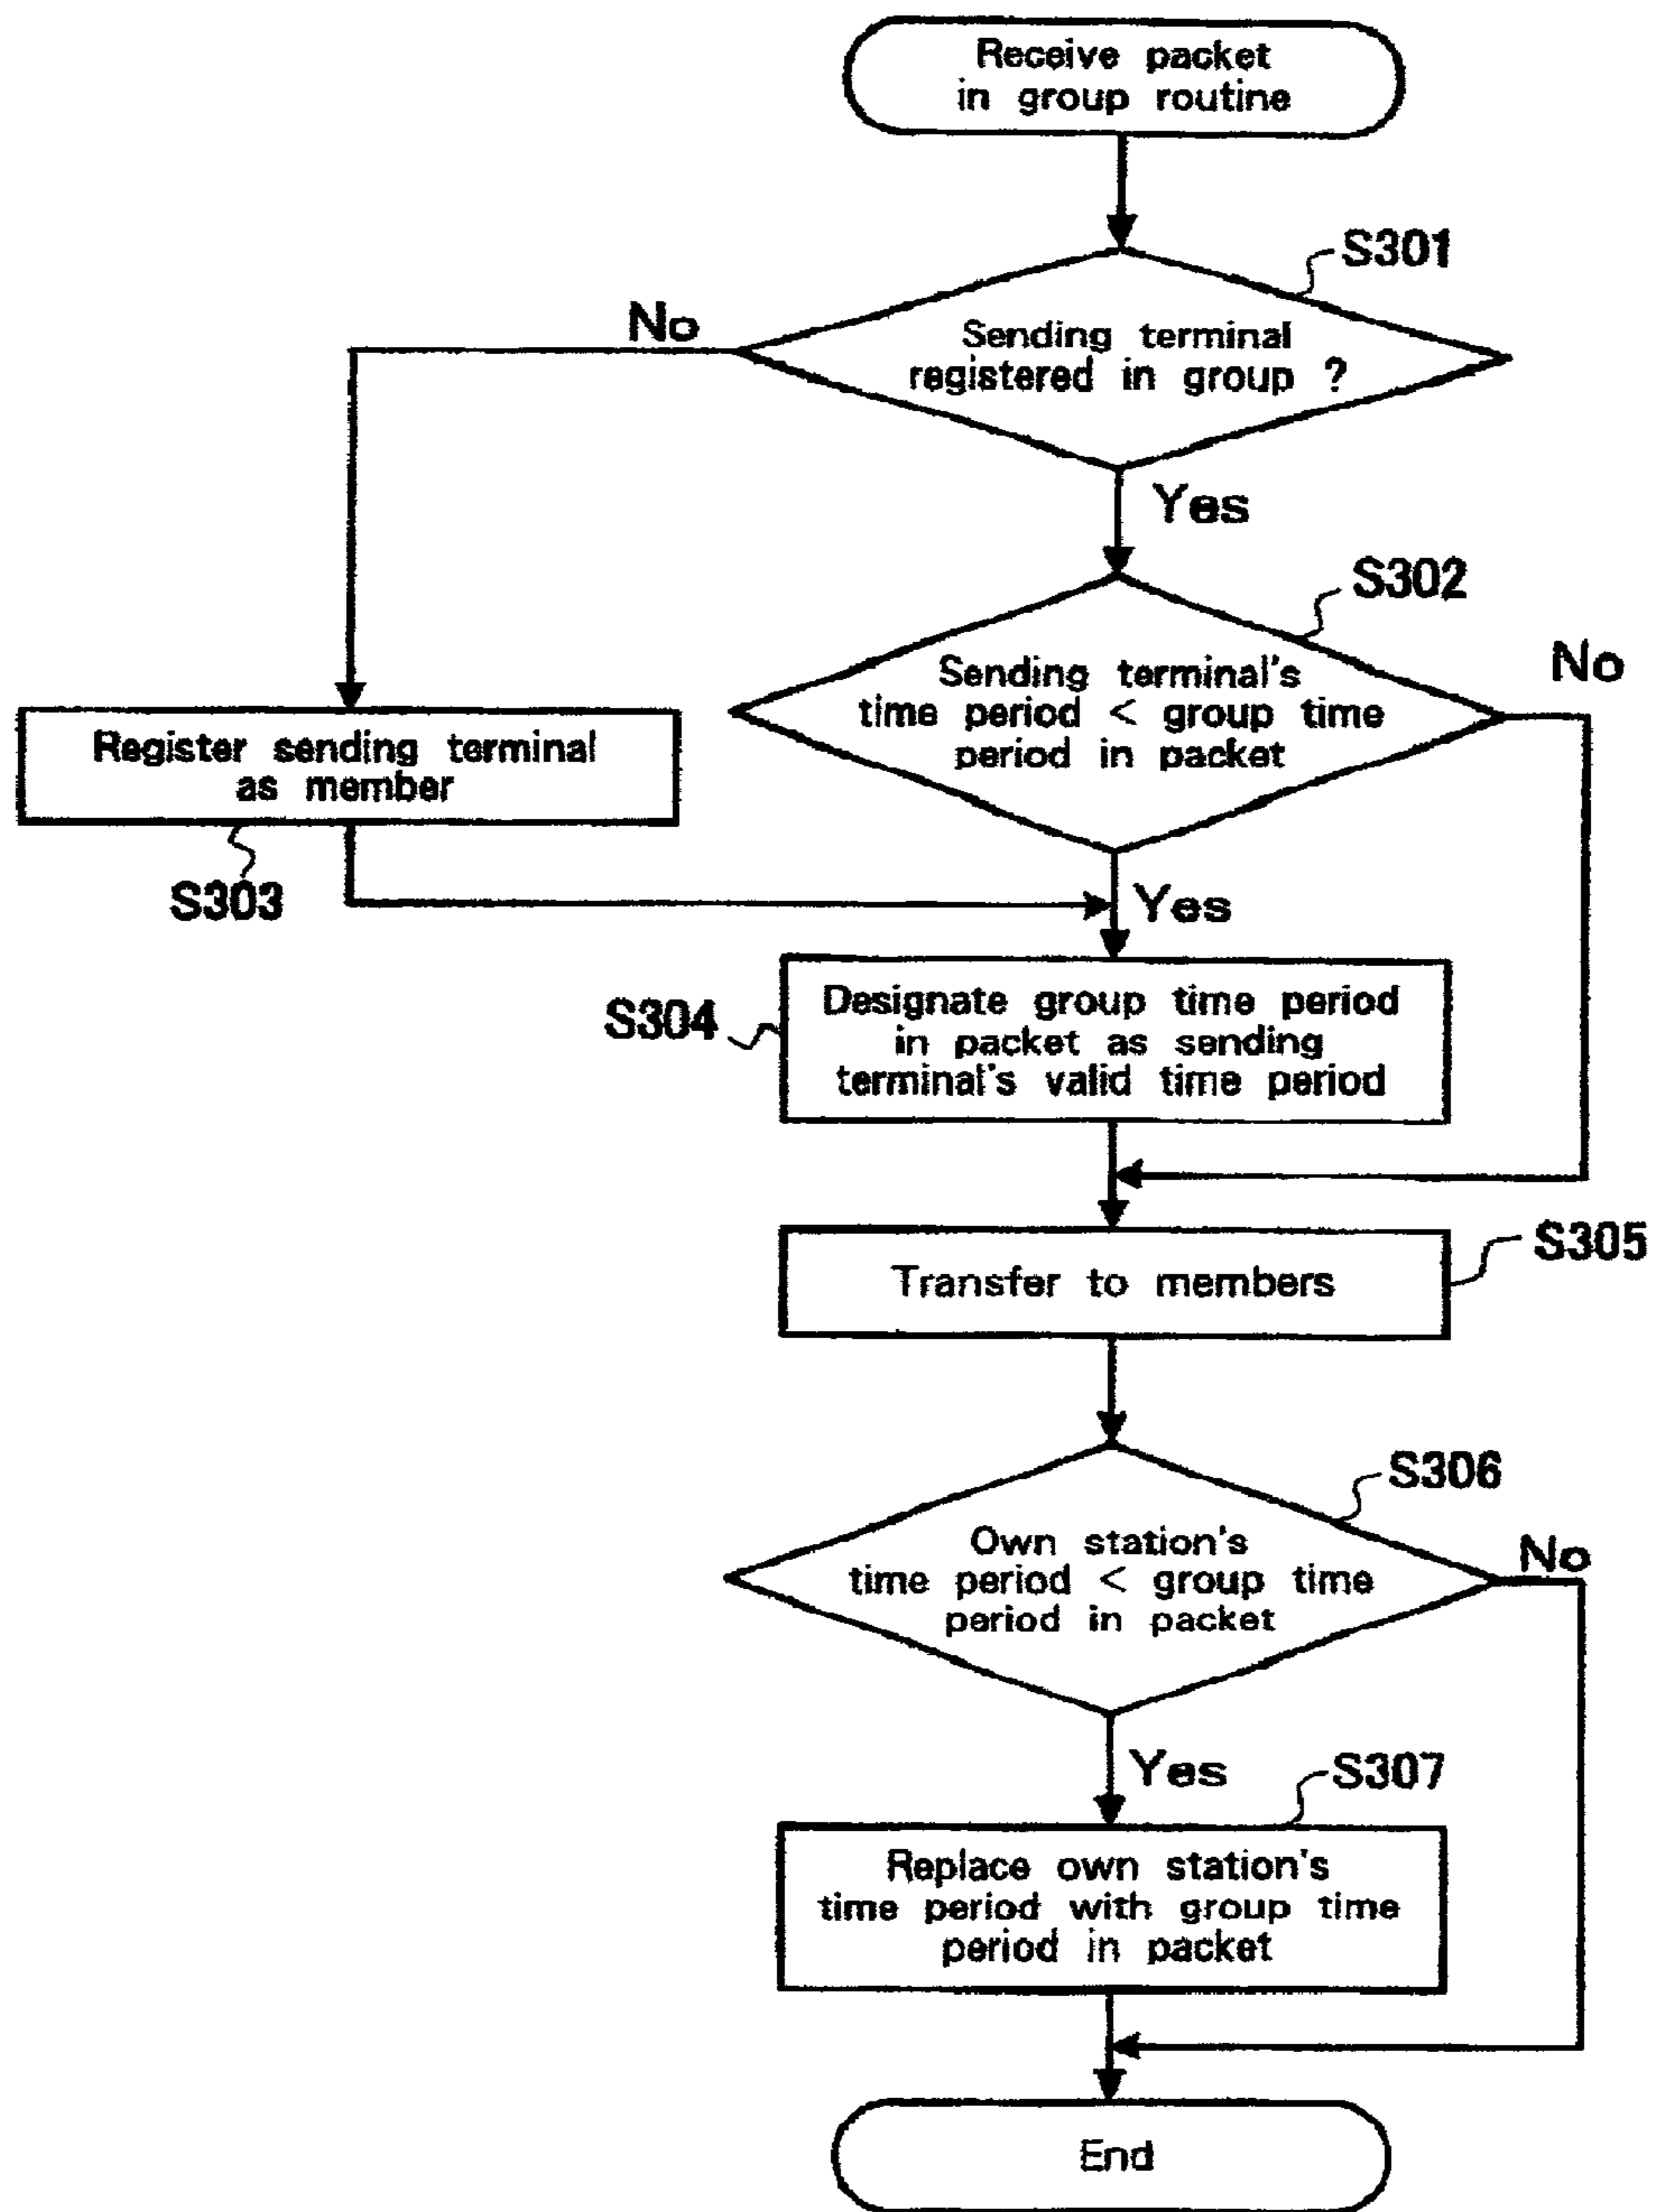 Receive packet
in group routine
S301
No
Sending terminal
registered in group ?
Yes
S302
Sending terminal's
time period < group time
period in packet
No
Register sending terminal
as member
S303
Yes
S304
Designate group time period
in packet as sending
terminal's valid time period
Transfer to members
S305
S306
Own station's
time period < group time
period in packet
No
Yes
S307
Replace own station's
time period with group time
period in packet
End